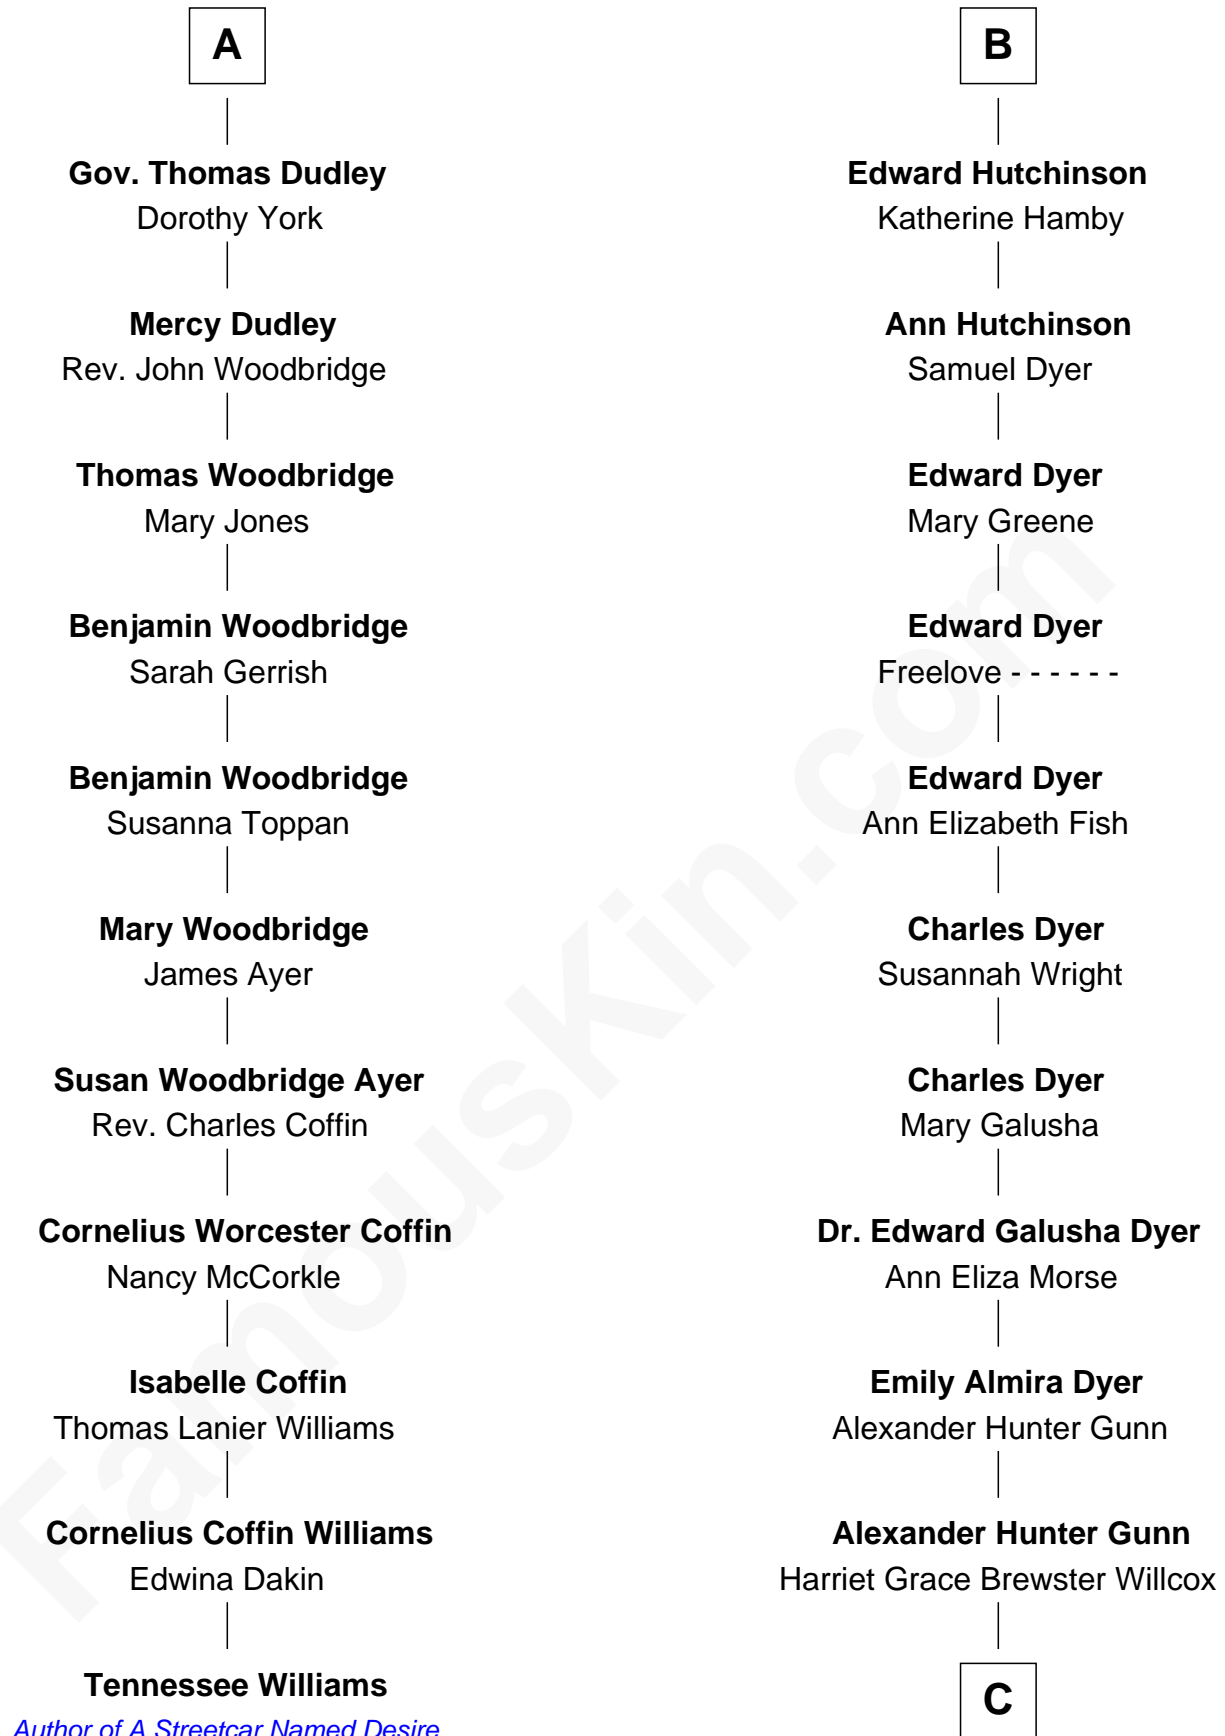 A
Gov. Thomas Dudley
Dorothy York
Mercy Dudley
Rev. John Woodbridge
Thomas Woodbridge
Mary Jones
Benjamin Woodbridge
Sarah Gerrish
Benjamin Woodbridge
Susanna Toppan
Mary Woodbridge
James Ayer
Susan Woodbridge Ayer
Rev. Charles Coffin
Cornelius Worcester Coffin
Nancy McCorkle
Isabelle Coffin
Thomas Lanier Williams
Cornelius Coffin Williams
Edwina Dakin
Tennessee Williams
Author of A Streetcar Named Desire
B
Edward Hutchinson
Katherine Hamby
Ann Hutchinson
Samuel Dyer
Edward Dyer
Mary Greene
Edward Dyer
Freelove - - - - - -
Edward Dyer
Ann Elizabeth Fish
Charles Dyer
Susannah Wright
Charles Dyer
Mary Galusha
Dr. Edward Galusha Dyer
Ann Eliza Morse
Emily Almira Dyer
Alexander Hunter Gunn
Alexander Hunter Gunn
Harriet Grace Brewster Willcox
C
FamousKin.com